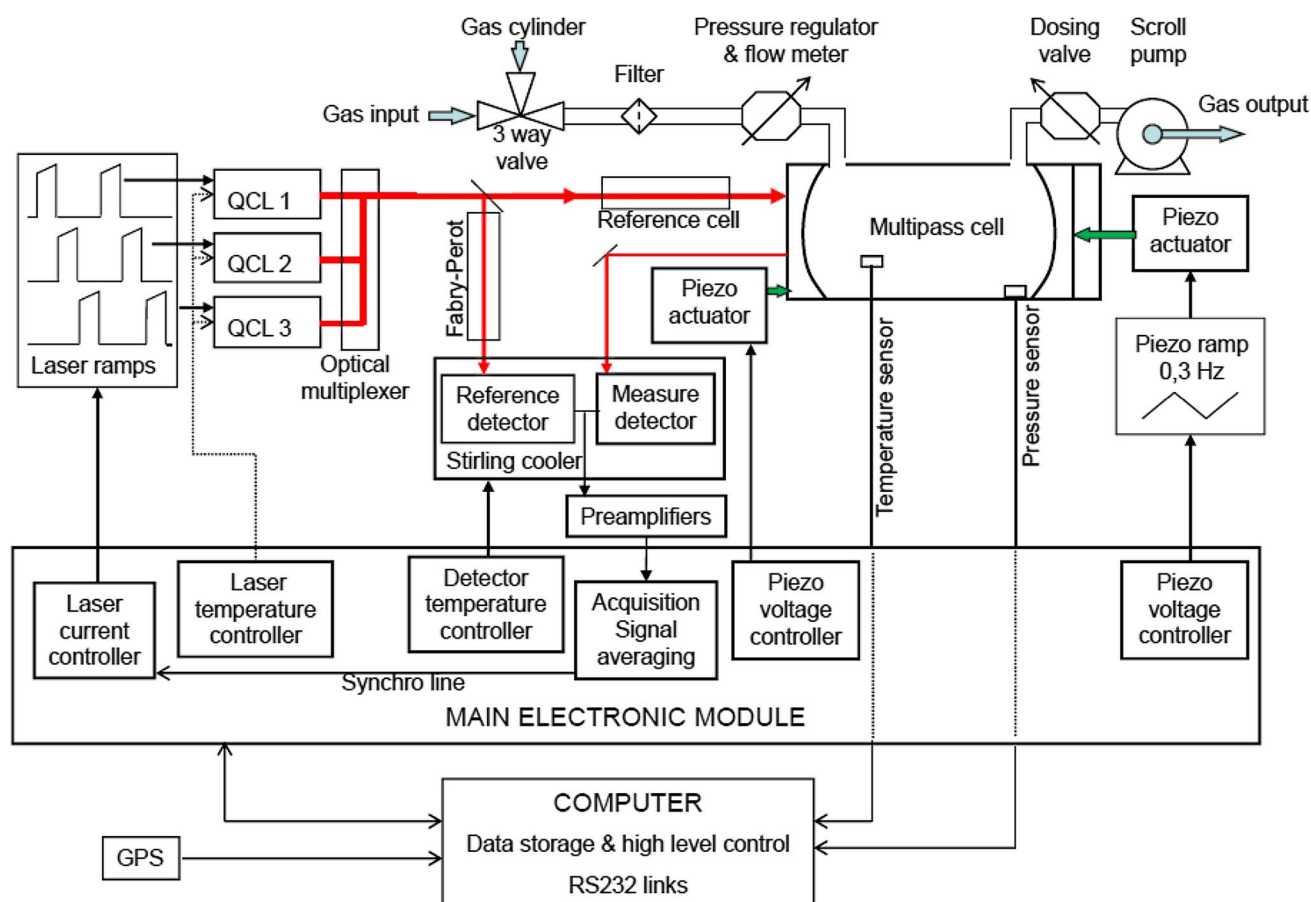 Gas cylinder
Pressure regulator
& flow meter
Dosing
valve
Scroll
pump
Filter
Gas input
Gas output
3 way
valve
QCL 1
QCL 2
QCL 3
Laser ramps
Optical
multiplexer
Reference cell
Fabry-Perot
Multipass cell
Piezo
actuator
Piezo
actuator
Piezo ramp
0,3 Hz
Temperature sensor
Pressure sensor
Reference
detector
Measure
detector
Stirling cooler
Preamplifiers
Laser
current
controller
Laser
temperature
controller
Detector
temperature
controller
Acquisition
Signal
averaging
Piezo
voltage
controller
Piezo
voltage
controller
Synchro line
MAIN ELECTRONIC MODULE
COMPUTER
Data storage & high level control
RS232 links
GPS